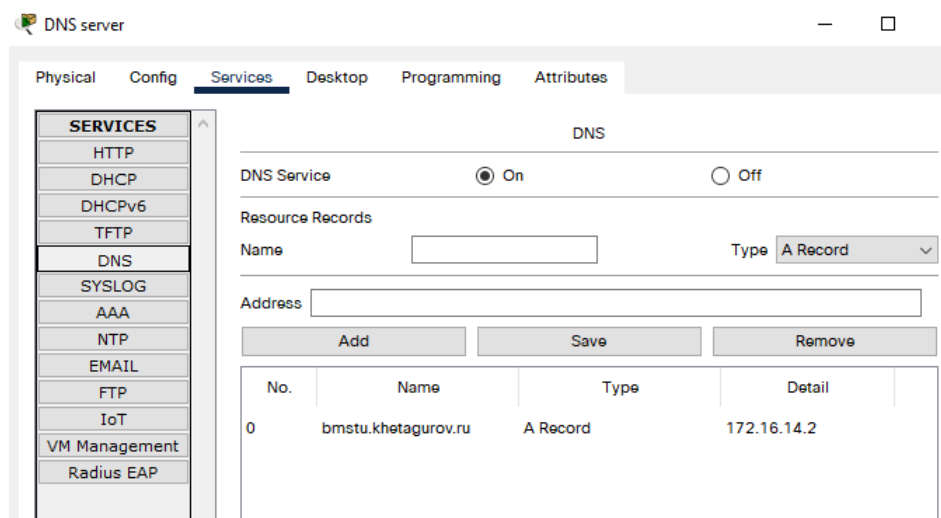 DNS server
Physical Config Services Desktop Programming Attributes
SERVICES
HTTP
DHCP
DHCPv6
TFTP
DNS
SYSLOG
AAA
NTP
EMAIL
FTP
IoT
VM Management
Radius EAP
DNS
DNS Service On Off
Resource Records
Name Type A Record
Address
Add Save Remove
No. Name Type Detail
0 bmstu.khetagurov.ru A Record 172.16.14.2